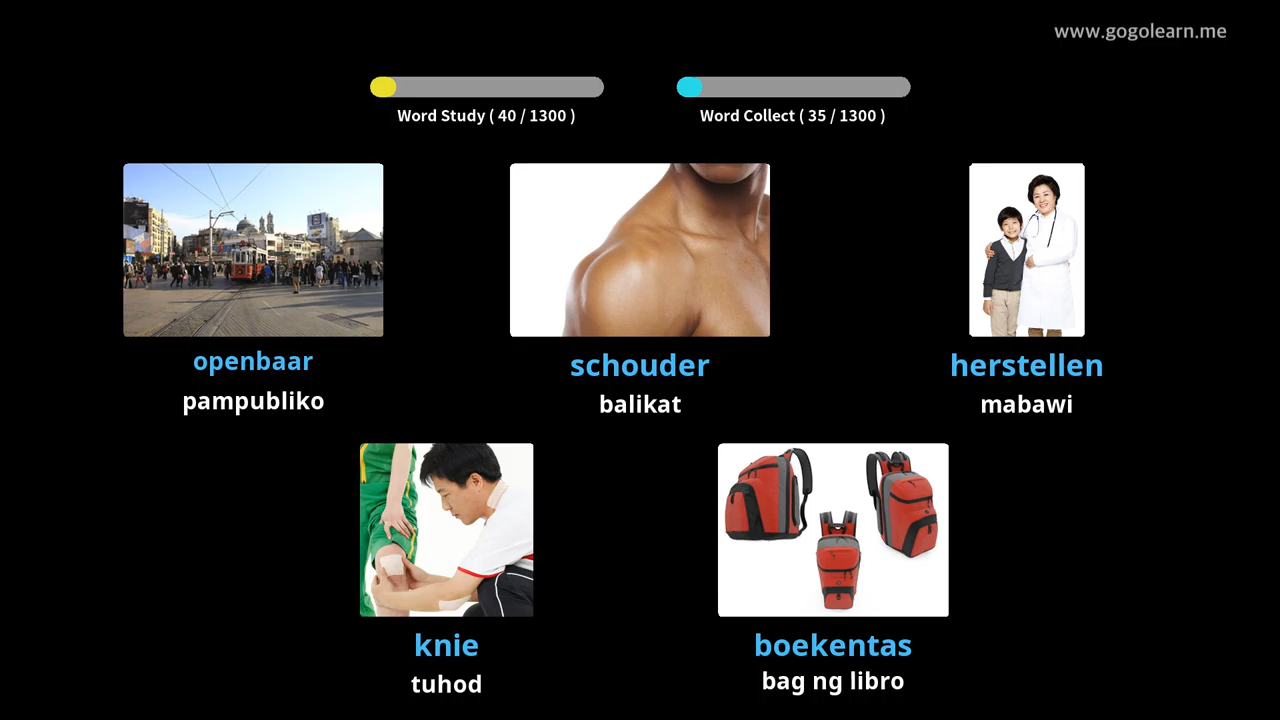 www.gogolearn.me
Word Study ( 40 / 1300 )
Word Collect ( 35 / 1300 )
openbaar
pampubliko
schouder
balikat
herstellen
mabawi
knie
tuhod
boekentas
bag ng libro